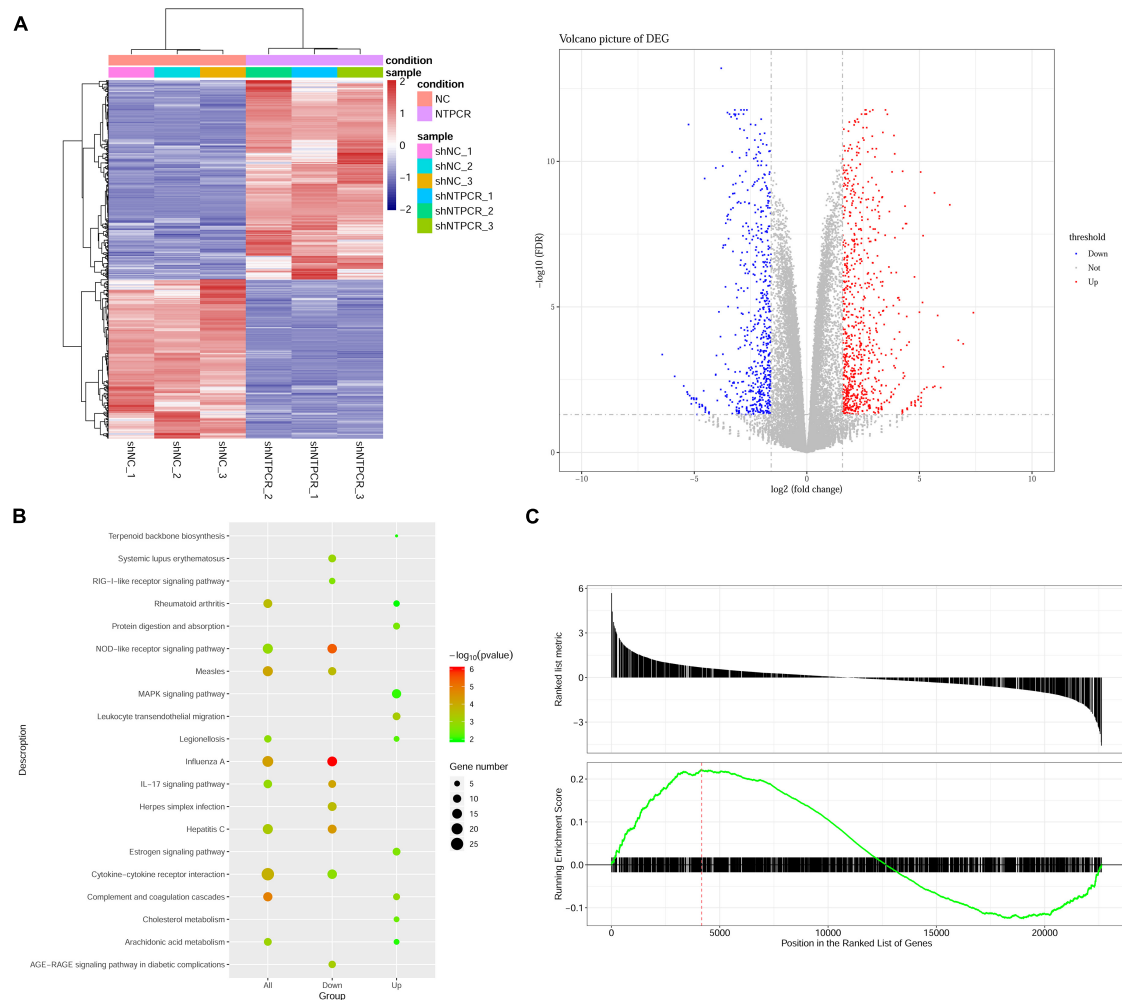 A
condition
sample
2
1
0
−1
−2
condition
NC
NTPCR
sample
shNC_1
shNC_2
shNC_3
shNTPCR_1
shNTPCR_2
shNTPCR_3
shNC_1
shNC_2
shNC_3
shNTPCR_2
shNTPCR_1
shNTPCR_3
Volcano picture of DEG
−log10 (FDR)
10
5
0
−10
−5
0
5
10
log2 (fold change)
threshold
Down
Not
Up
B
Descroption
Terpenoid backbone biosynthesis
Systemic lupus erythematosus
RIG−I−like receptor signaling pathway
Rheumatoid arthritis
Protein digestion and absorption
NOD−like receptor signaling pathway
Measles
MAPK signaling pathway
Leukocyte transendothelial migration
Legionellosis
Influenza A
IL−17 signaling pathway
Herpes simplex infection
Hepatitis C
Estrogen signaling pathway
Cytokine−cytokine receptor interaction
Complement and coagulation cascades
Cholesterol metabolism
Arachidonic acid metabolism
AGE−RAGE signaling pathway in diabetic complications
All
Down
Up
Group
−log10(pvalue)
6
5
4
3
2
Gene number
5
10
15
20
25
C
Ranked list metric
6
3
0
−3
Running Enrichment Score
0.2
0.1
0.0
−0.1
0
5000
10000
15000
20000
Position in the Ranked List of Genes